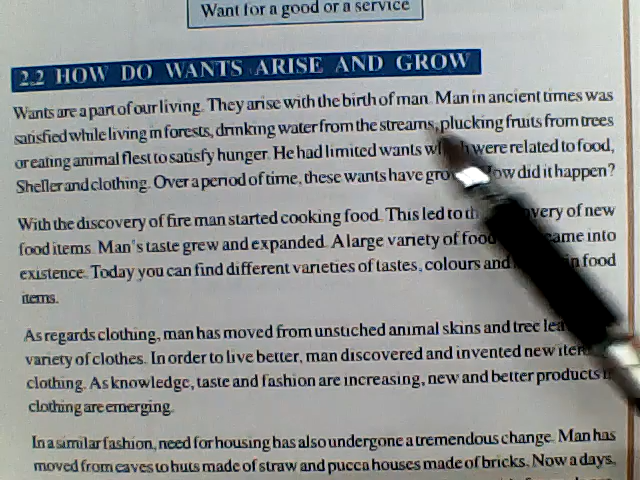 Want for a good or a service
2.2 HOW DO WANTS ARISE AND GROW
Wants are a part of our living. They arise with the birth of man. Man in ancient times was
satisfied while living in forests, drinking water from the streams, plucking fruits from trees
or eating animal flest to satisfy hunger. He had limited wants were related to food,
Sheller and clothing. Over a period of time, these wants have did it happen?
With the discovery of fire man started cooking food. This led to of new
food items. Man's taste grew and expanded. A large variety of food into
existence. Today you can find different varieties of tastes, colours and in food
items.
As regards clothing, man has moved from unstiched animal skins and tree
variety of clothes. In order to live better, man discovered and invented new
clothing. As knowledge, taste and fashion are increasing, new and better products
clothing are emerging.
In a similar fashion, need for housing has also undergone a tremendous change. Man has
moved from caves to huts made of straw and pucca houses made of bricks. Now a days,